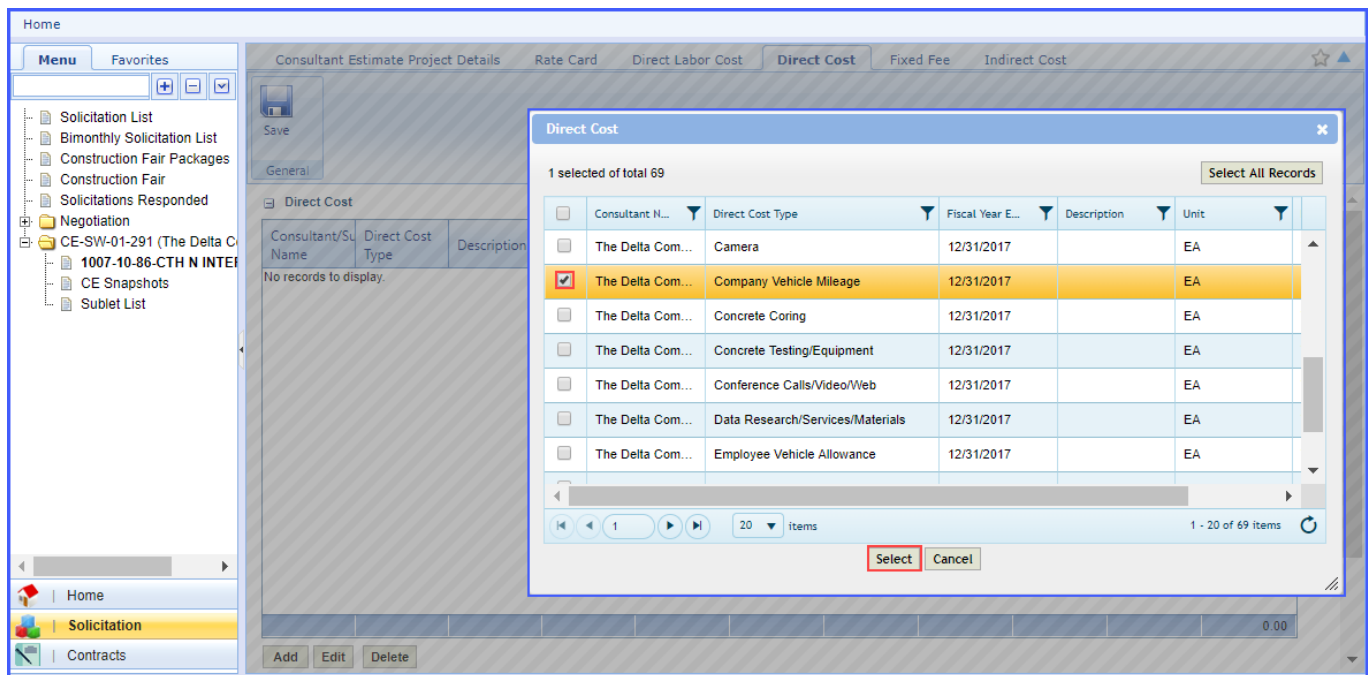 Home
Menu Favorites
Solicitation List
Bimonthly Solicitation List
Construction Fair Packages
Construction Fair
Solicitations Responded
Negotiation
CE-SW-01-291 (The Delta C
1007-10-86-CTH N INTE
CE Snapshots
Sublet List
Home
Solicitation
Contracts
Consultant Estimate Project Details Rate Card Direct Labor Cost Direct Cost Fixed Fee Indirect Cost
Save
General
Direct Cost
Consultant/Su Name Direct Cost Type Description
No records to display.
0.00
Add Edit Delete
Direct Cost
1 selected of total 69 Select All Records
Consultant N... Direct Cost Type Fiscal Year E... Description Unit
The Delta Com... Camera 12/31/2017 EA
The Delta Com... Company Vehicle Mileage 12/31/2017 EA
The Delta Com... Concrete Coring 12/31/2017 EA
The Delta Com... Concrete Testing/Equipment 12/31/2017 EA
The Delta Com... Conference Calls/Video/Web 12/31/2017 EA
The Delta Com... Data Research/Services/Materials 12/31/2017 EA
The Delta Com... Employee Vehicle Allowance 12/31/2017 EA
1 20 items 1 - 20 of 69 items
Select Cancel